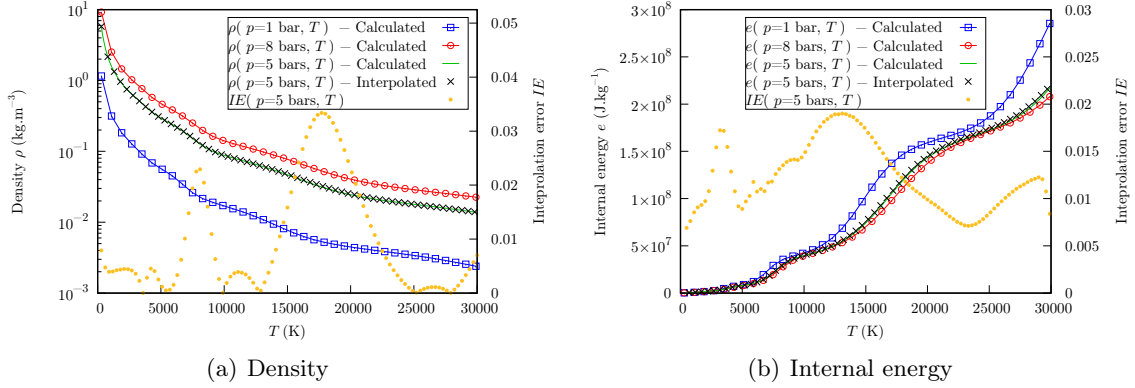 10^1
10^0
10^−1
10^−2
10^−3
Density ρ (kg.m^−3)
ρ( p=1 bar, T) − Calculated
ρ( p=8 bars, T) − Calculated
ρ( p=5 bars, T) − Calculated
ρ( p=5 bars, T) − Interpolated
IE( p=5 bars, T)
0.05
0.04
0.03
0.02
0.01
0
Inteprolation error IE
0 5000 10000 15000 20000 25000 30000
T (K)
(a) Density
3×10^8
2.5×10^8
2×10^8
1.5×10^8
1×10^8
5×10^7
0
Internal energy e (J.kg^−1)
e( p=1 bar, T) − Calculated
e( p=8 bars, T) − Calculated
e( p=5 bars, T) − Calculated
e( p=5 bars, T) − Interpolated
IE( p=5 bars, T)
0.03
0.025
0.02
0.015
0.01
0.005
0
Inteprolation error IE
0 5000 10000 15000 20000 25000 30000
T (K)
(b) Internal energy